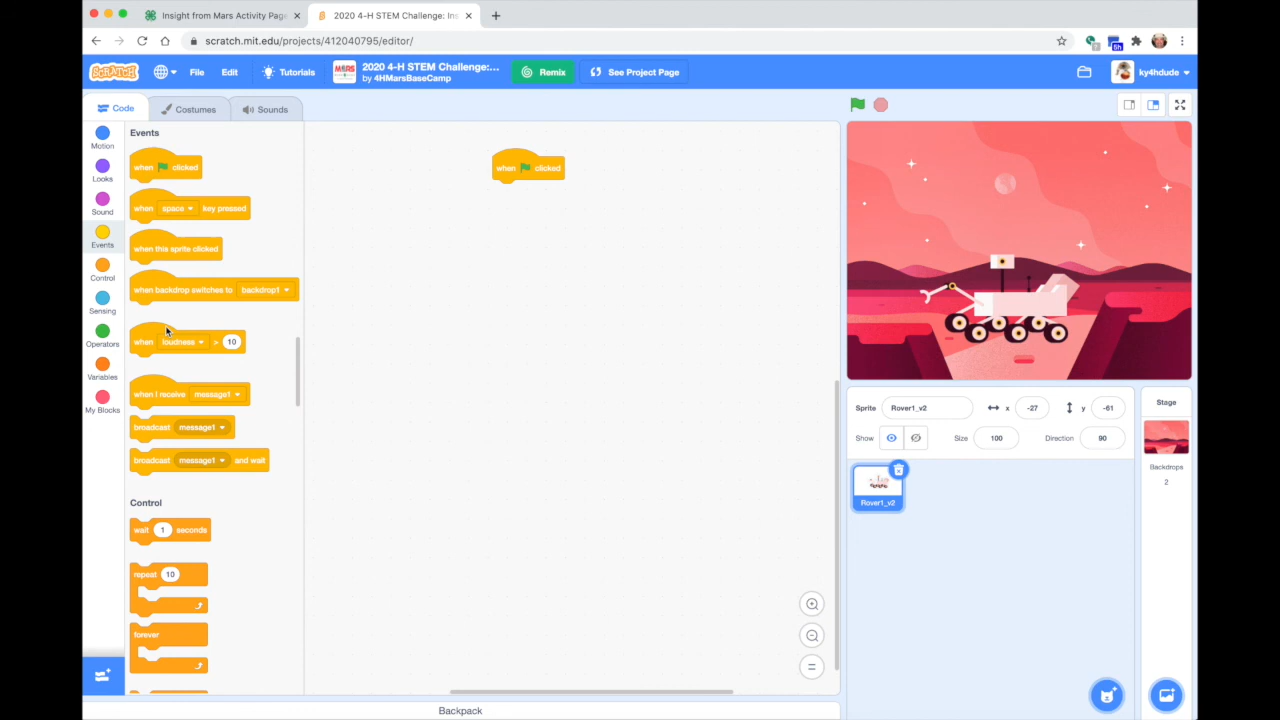 Insight from Mars Activity Page
2020 4-H STEM Challenge: Ins
scratch.mit.edu/projects/412040795/editor/
SCRATCH
File
Edit
Tutorials
MARS
2020 4-H STEM Challenge:...
by 4HMarsBaseCamp
Remix
See Project Page
ky4hdude
Code
Costumes
Sounds
Motion
Looks
Sound
Events
Control
Sensing
Operators
Variables
My Blocks
Events
when clicked
when space key pressed
when this sprite clicked
when backdrop switches to backdrop1
when loudness > 10
when I receive message1
broadcast message1
broadcast message1 and wait
Control
wait 1 seconds
repeat 10
forever
when clicked
Sprite Rover1_v2 x -27 y -61
Show Size 100 Direction 90
Rover1_v2
Stage
Backdrops
2
Backpack